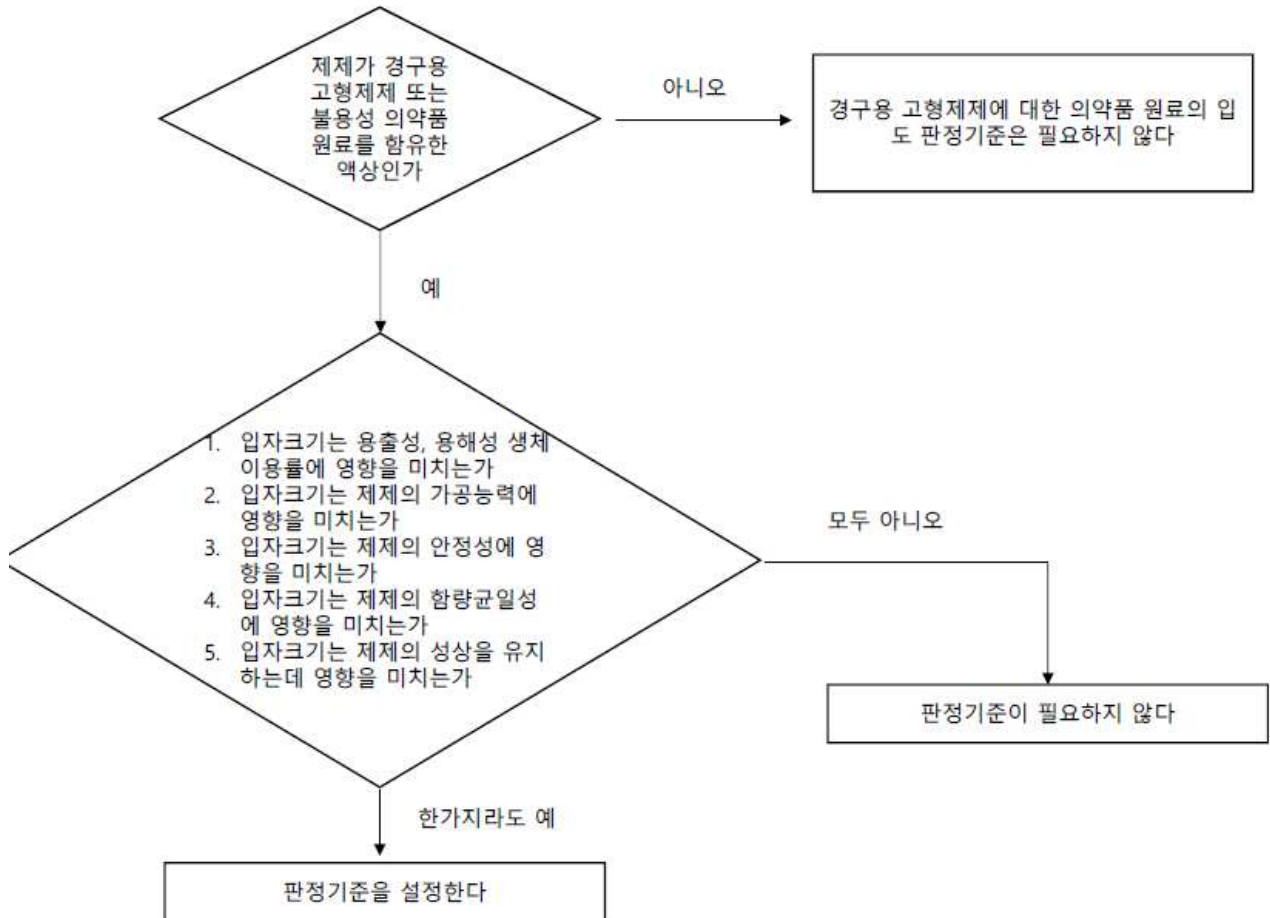 제제가 경구용
고형제제 또는
불용성 의약품
원료를 함유한
액상인가
아니오
경구용 고형제제에 대한 의약품 원료의 입
도 판정기준은 필요하지 않다
예
1. 입자크기는 용출성, 용해성 생체
이용률에 영향을 미치는가
2. 입자크기는 제제의 가공능력에
영향을 미치는가
3. 입자크기는 제제의 안정성에 영
향을 미치는가
4. 입자크기는 제제의 함량균일성
에 영향을 미치는가
5. 입자크기는 제제의 성상을 유지
하는데 영향을 미치는가
모두 아니오
판정기준이 필요하지 않다
한가지라도 예
판정기준을 설정한다